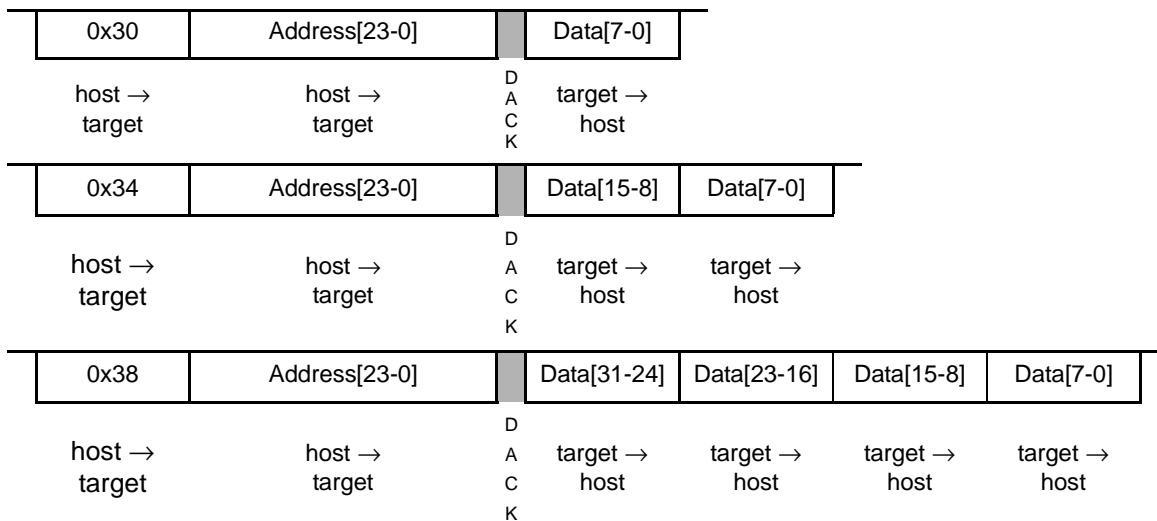 0x30 Address[23-0] Data[7-0]
host → host → D A C K target →
target target host
0x34 Address[23-0] Data[15-8] Data[7-0]
host → host → D A C K target → target →
target target host host
0x38 Address[23-0] Data[31-24] Data[23-16] Data[15-8] Data[7-0]
host → host → D A C K target → target → target → target →
target target host host host host